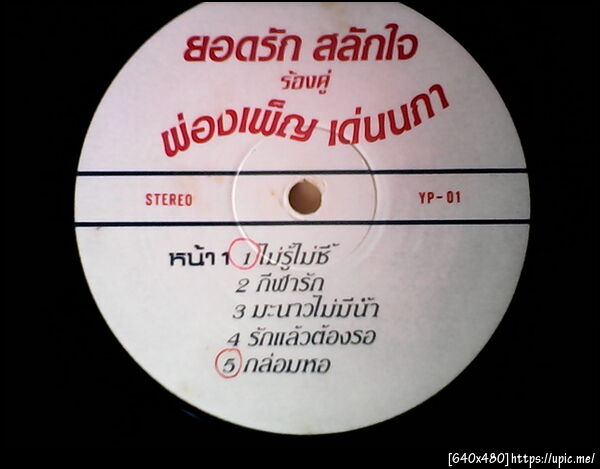 ยอดรัก สลักใจ
ร้องคู่
ผ่องเพ็ญ เด่นนภา
STEREO YP-01
หน้า 1 1 ไม่รู้ไม่ชี้
2 กีฬารัก
3 มะนาวไม่มีน้ำ
4 รักแล้วต้องรอ
5 กล่อมหอ
[640x480]https://upic.me/